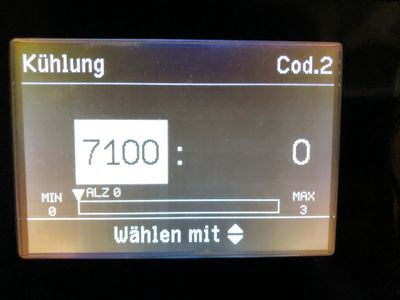 Kühlung Cod.2
7100 : 0
MIN ALZ 0 MAX
0 3
Wählen mit